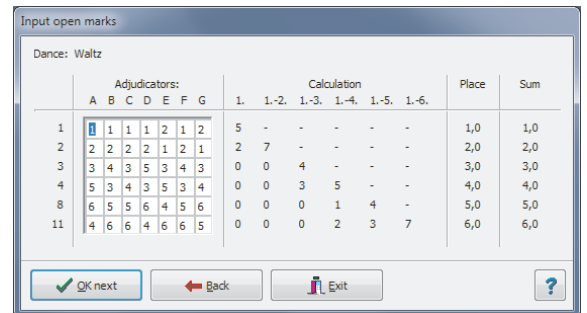 Input open marks
Dance: Waltz
Adjudicators: Calculation Place Sum
A B C D E F G 1. 1.-2. 1.-3. 1.-4. 1.-5. 1.-6.
1 1 1 1 1 2 1 2 5 - - - - - 1,0 1,0
2 2 2 2 2 1 2 1 2 7 - - - - 2,0 2,0
3 3 4 3 5 3 4 3 0 0 4 - - - 3,0 3,0
4 5 3 4 3 5 3 4 0 0 3 5 - - 4,0 4,0
8 6 5 5 6 4 5 6 0 0 0 1 4 - 5,0 5,0
11 4 6 6 4 6 6 5 0 0 0 2 3 7 6,0 6,0
OK next Back Exit ?